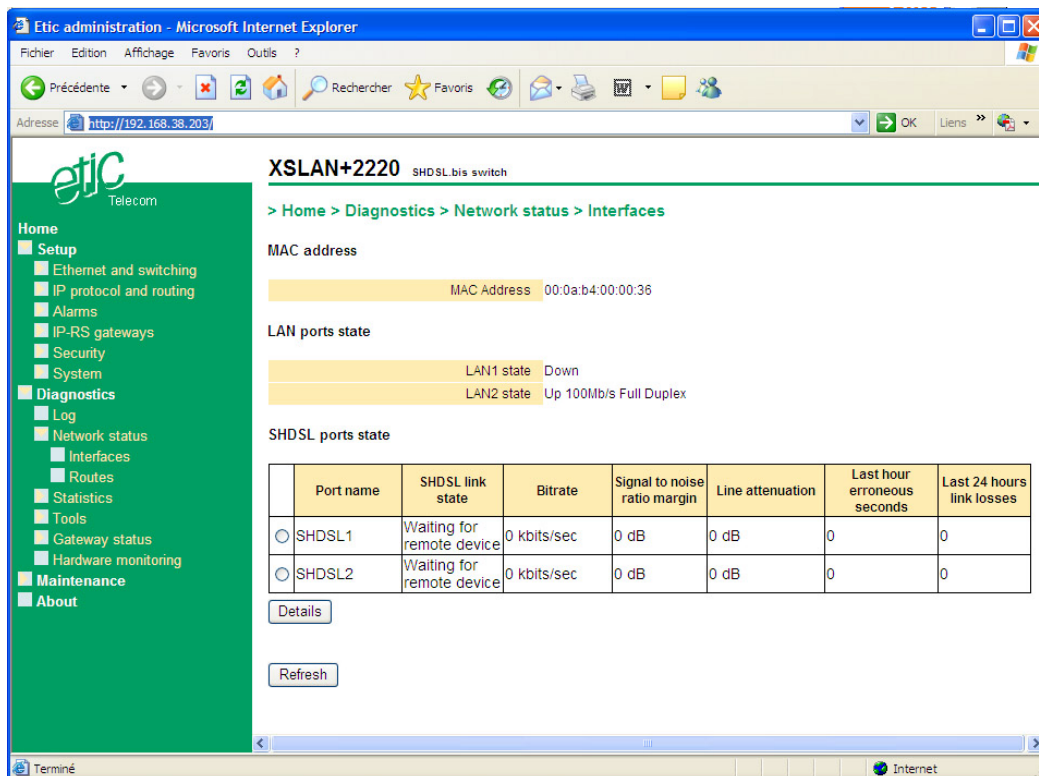 Etic administration - Microsoft Internet Explorer
Fichier Edition Affichage Favoris Outils ?
Précédente Rechercher Favoris
Adresse http://192.168.38.203/ OK Liens »
etic Telecom
Home
Setup
Ethernet and switching
IP protocol and routing
Alarms
IP-RS gateways
Security
System
Diagnostics
Log
Network status
Interfaces
Routes
Statistics
Tools
Gateway status
Hardware monitoring
Maintenance
About
XSLAN+2220 SHDSL.bis switch
> Home > Diagnostics > Network status > Interfaces
MAC address
MAC Address 00:0a:b4:00:00:36
LAN ports state
LAN1 state Down
LAN2 state Up 100Mb/s Full Duplex
SHDSL ports state
Port name SHDSL link state Bitrate Signal to noise ratio margin Line attenuation Last hour erroneous seconds Last 24 hours link losses
SHDSL1 Waiting for remote device 0 kbits/sec 0 dB 0 dB 0 0
SHDSL2 Waiting for remote device 0 kbits/sec 0 dB 0 dB 0 0
Details
Refresh
Terminé Internet